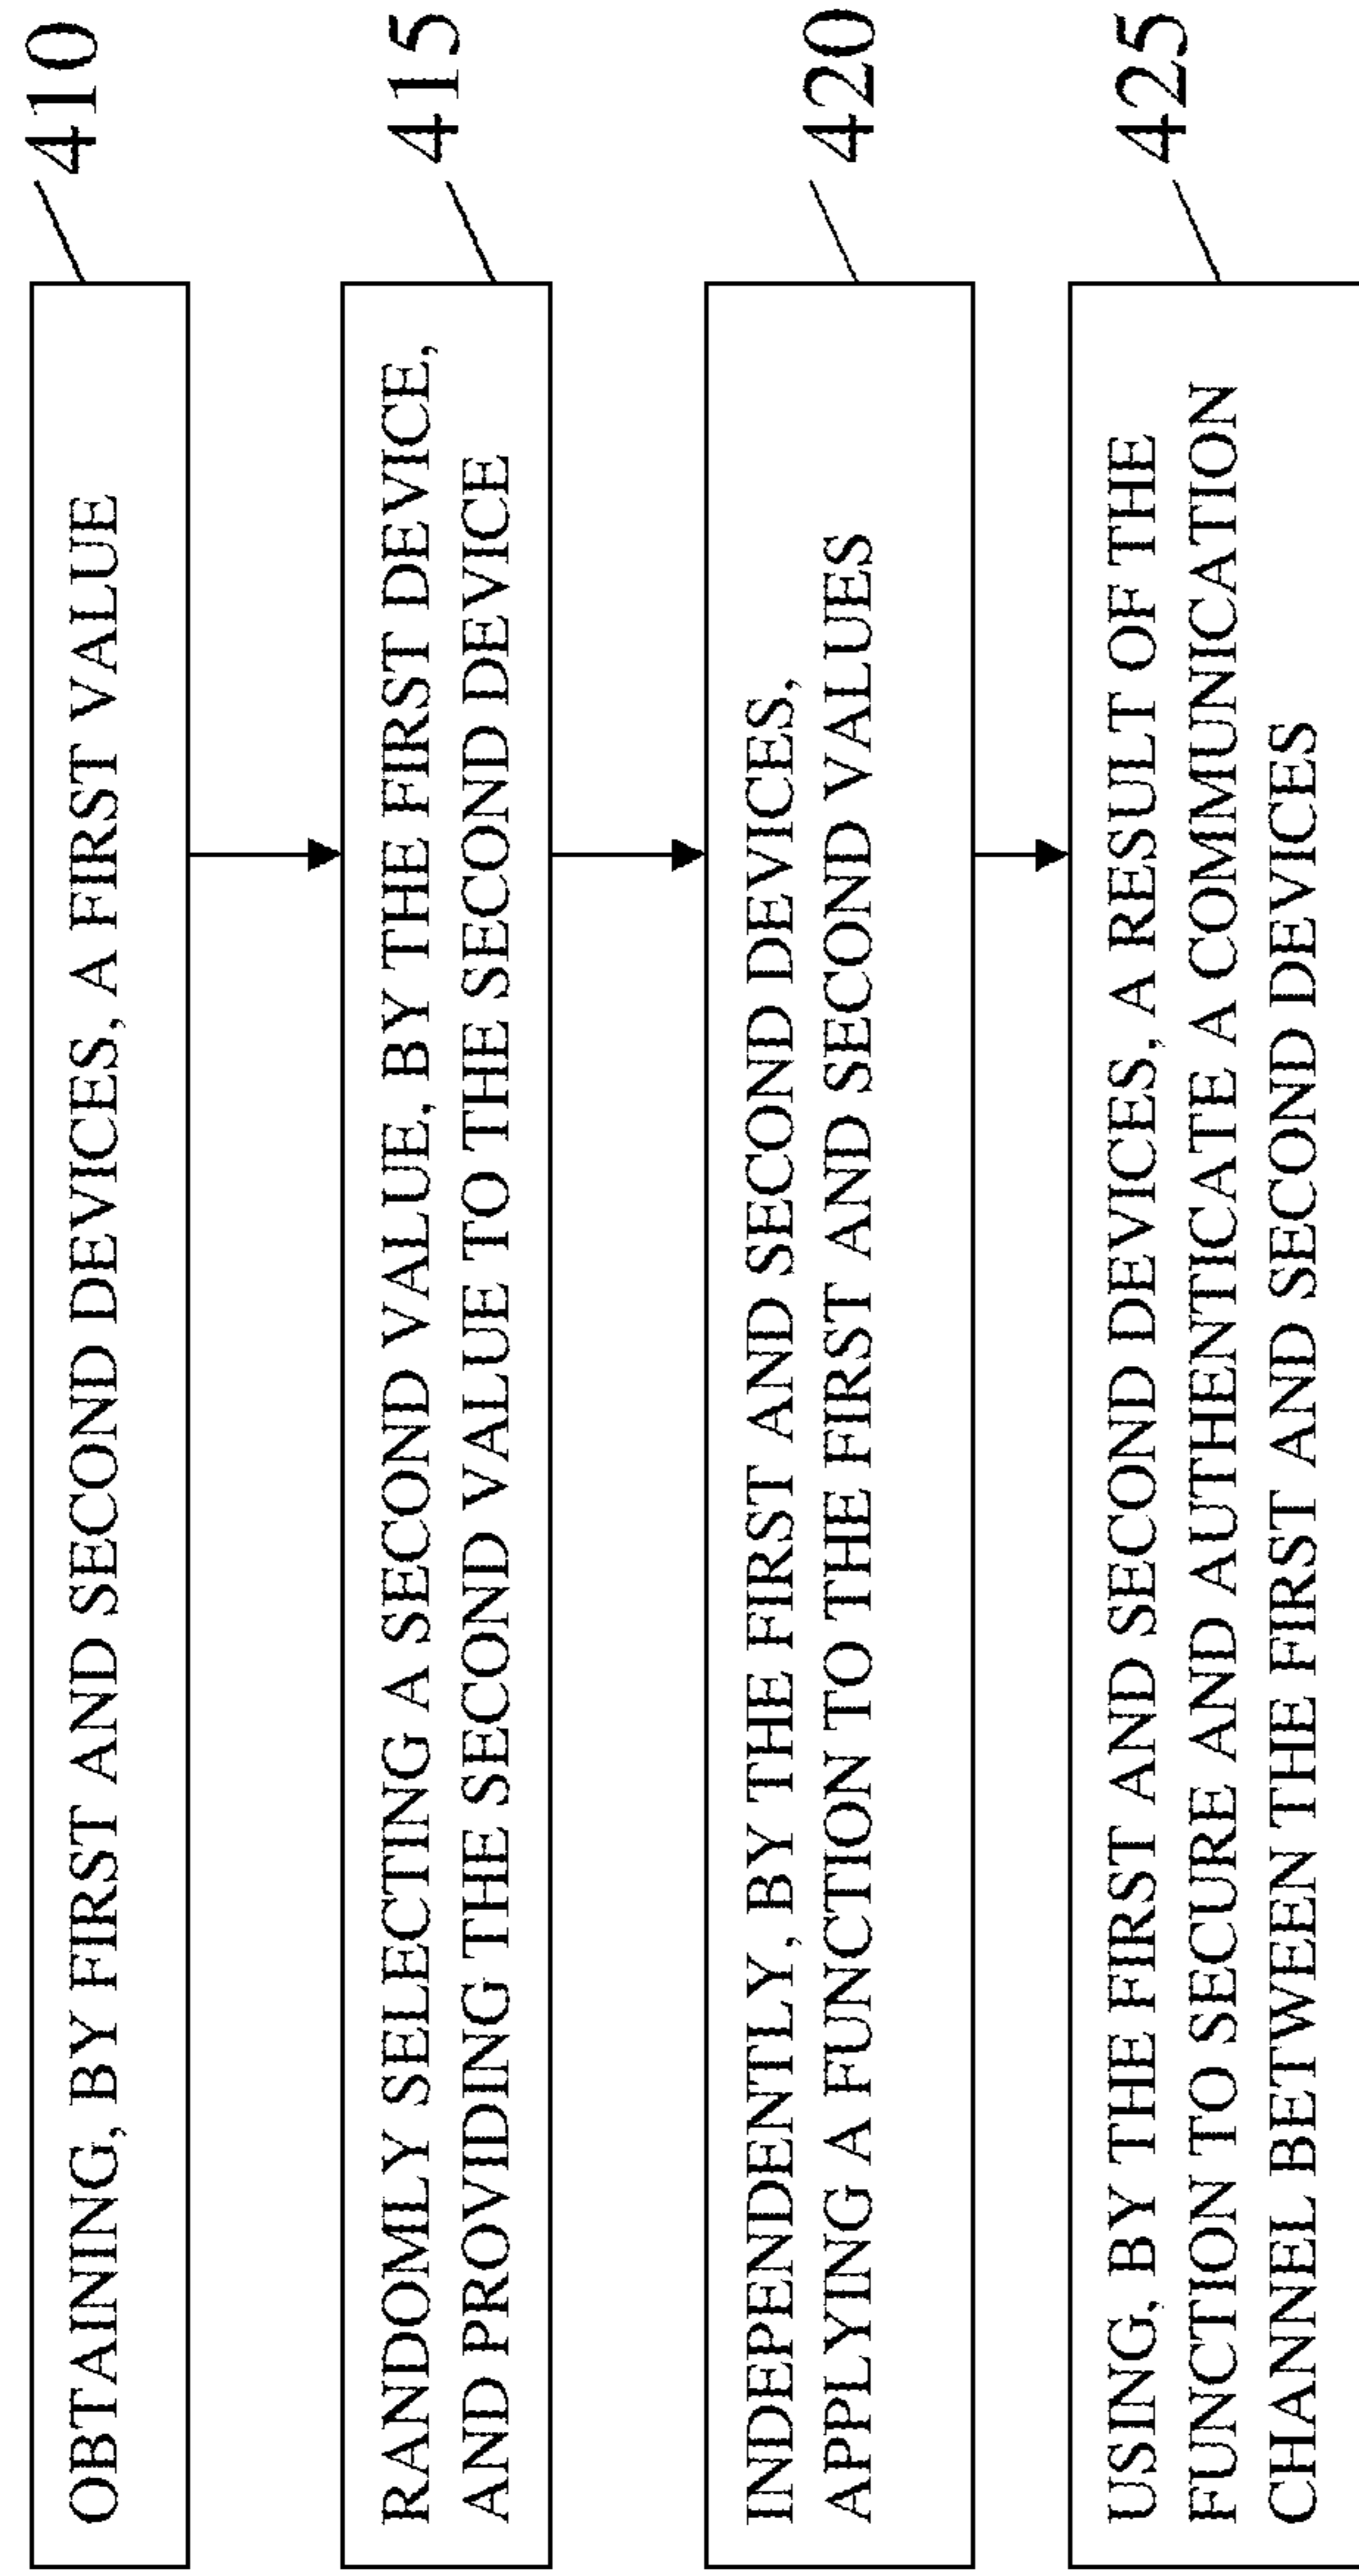 OBTAINING, BY FIRST AND SECOND DEVICES, A FIRST VALUE
410
RANDOMLY SELECTING A SECOND VALUE, BY THE FIRST DEVICE,
AND PROVIDING THE SECOND VALUE TO THE SECOND DEVICE
415
INDEPENDENTLY, BY THE FIRST AND SECOND DEVICES,
APPLYING A FUNCTION TO THE FIRST AND SECOND VALUES
420
USING, BY THE FIRST AND SECOND DEVICES, A RESULT OF THE
FUNCTION TO SECURE AND AUTHENTICATE A COMMUNICATION
CHANNEL BETWEEN THE FIRST AND SECOND DEVICES
425